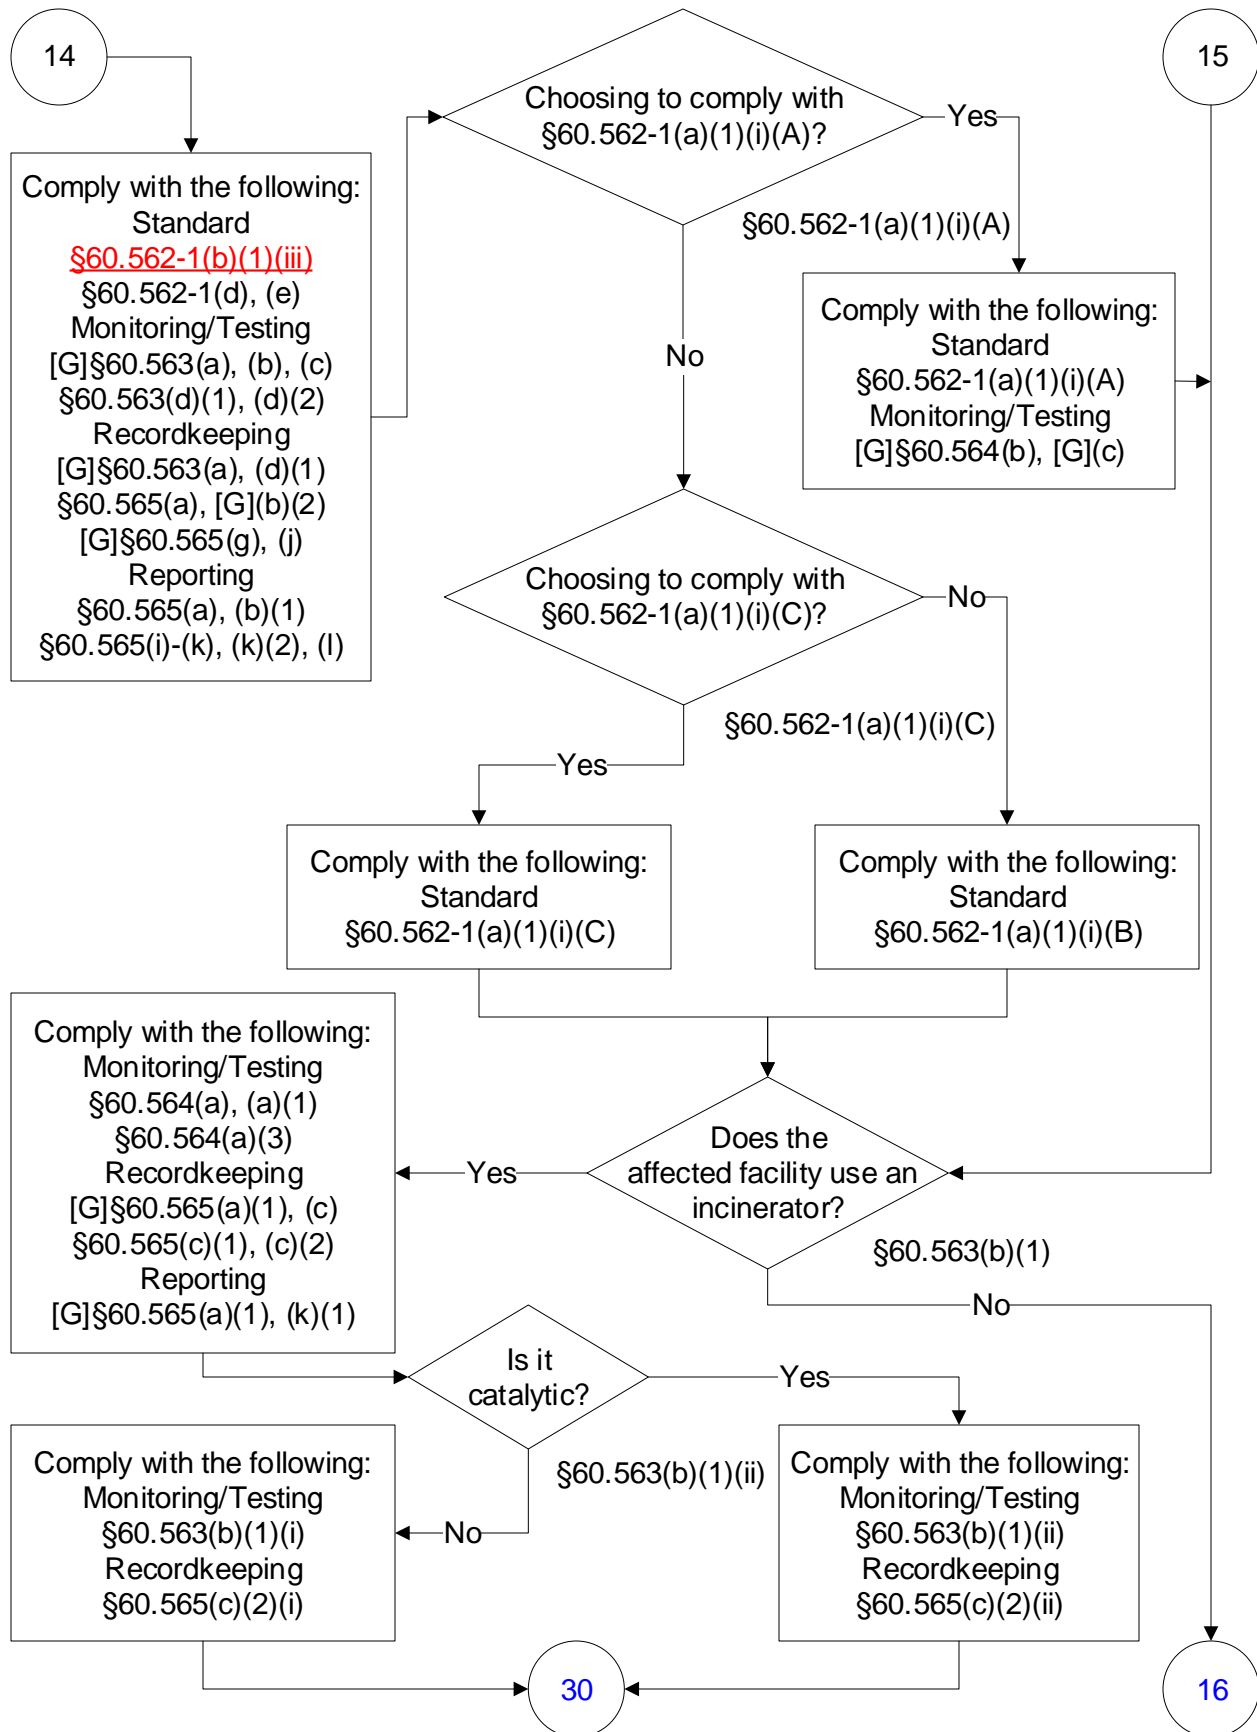 14
15
Choosing to comply with
§60.562-1(a)(1)(i)(A)?
Yes
§60.562-1(a)(1)(i)(A)
No
Comply with the following:
Standard
§60.562-1(b)(1)(iii)
§60.562-1(d), (e)
Monitoring/Testing
[G]§60.563(a), (b), (c)
§60.563(d)(1), (d)(2)
Recordkeeping
[G]§60.563(a), (d)(1)
§60.565(a), [G](b)(2)
[G]§60.565(g), (j)
Reporting
§60.565(a), (b)(1)
§60.565(i)-(k), (k)(2), (l)
Comply with the following:
Standard
§60.562-1(a)(1)(i)(A)
Monitoring/Testing
[G]§60.564(b), [G](c)
Choosing to comply with
§60.562-1(a)(1)(i)(C)?
No
§60.562-1(a)(1)(i)(C)
Yes
Comply with the following:
Standard
§60.562-1(a)(1)(i)(C)
Comply with the following:
Standard
§60.562-1(a)(1)(i)(B)
Comply with the following:
Monitoring/Testing
§60.564(a), (a)(1)
§60.564(a)(3)
Recordkeeping
[G]§60.565(a)(1), (c)
§60.565(c)(1), (c)(2)
Reporting
[G]§60.565(a)(1), (k)(1)
Yes
Does the
affected facility use an
incinerator?
§60.563(b)(1)
No
Is it
catalytic?
Yes
§60.563(b)(1)(ii)
No
Comply with the following:
Monitoring/Testing
§60.563(b)(1)(i)
Recordkeeping
§60.565(c)(2)(i)
Comply with the following:
Monitoring/Testing
§60.563(b)(1)(ii)
Recordkeeping
§60.565(c)(2)(ii)
30
16